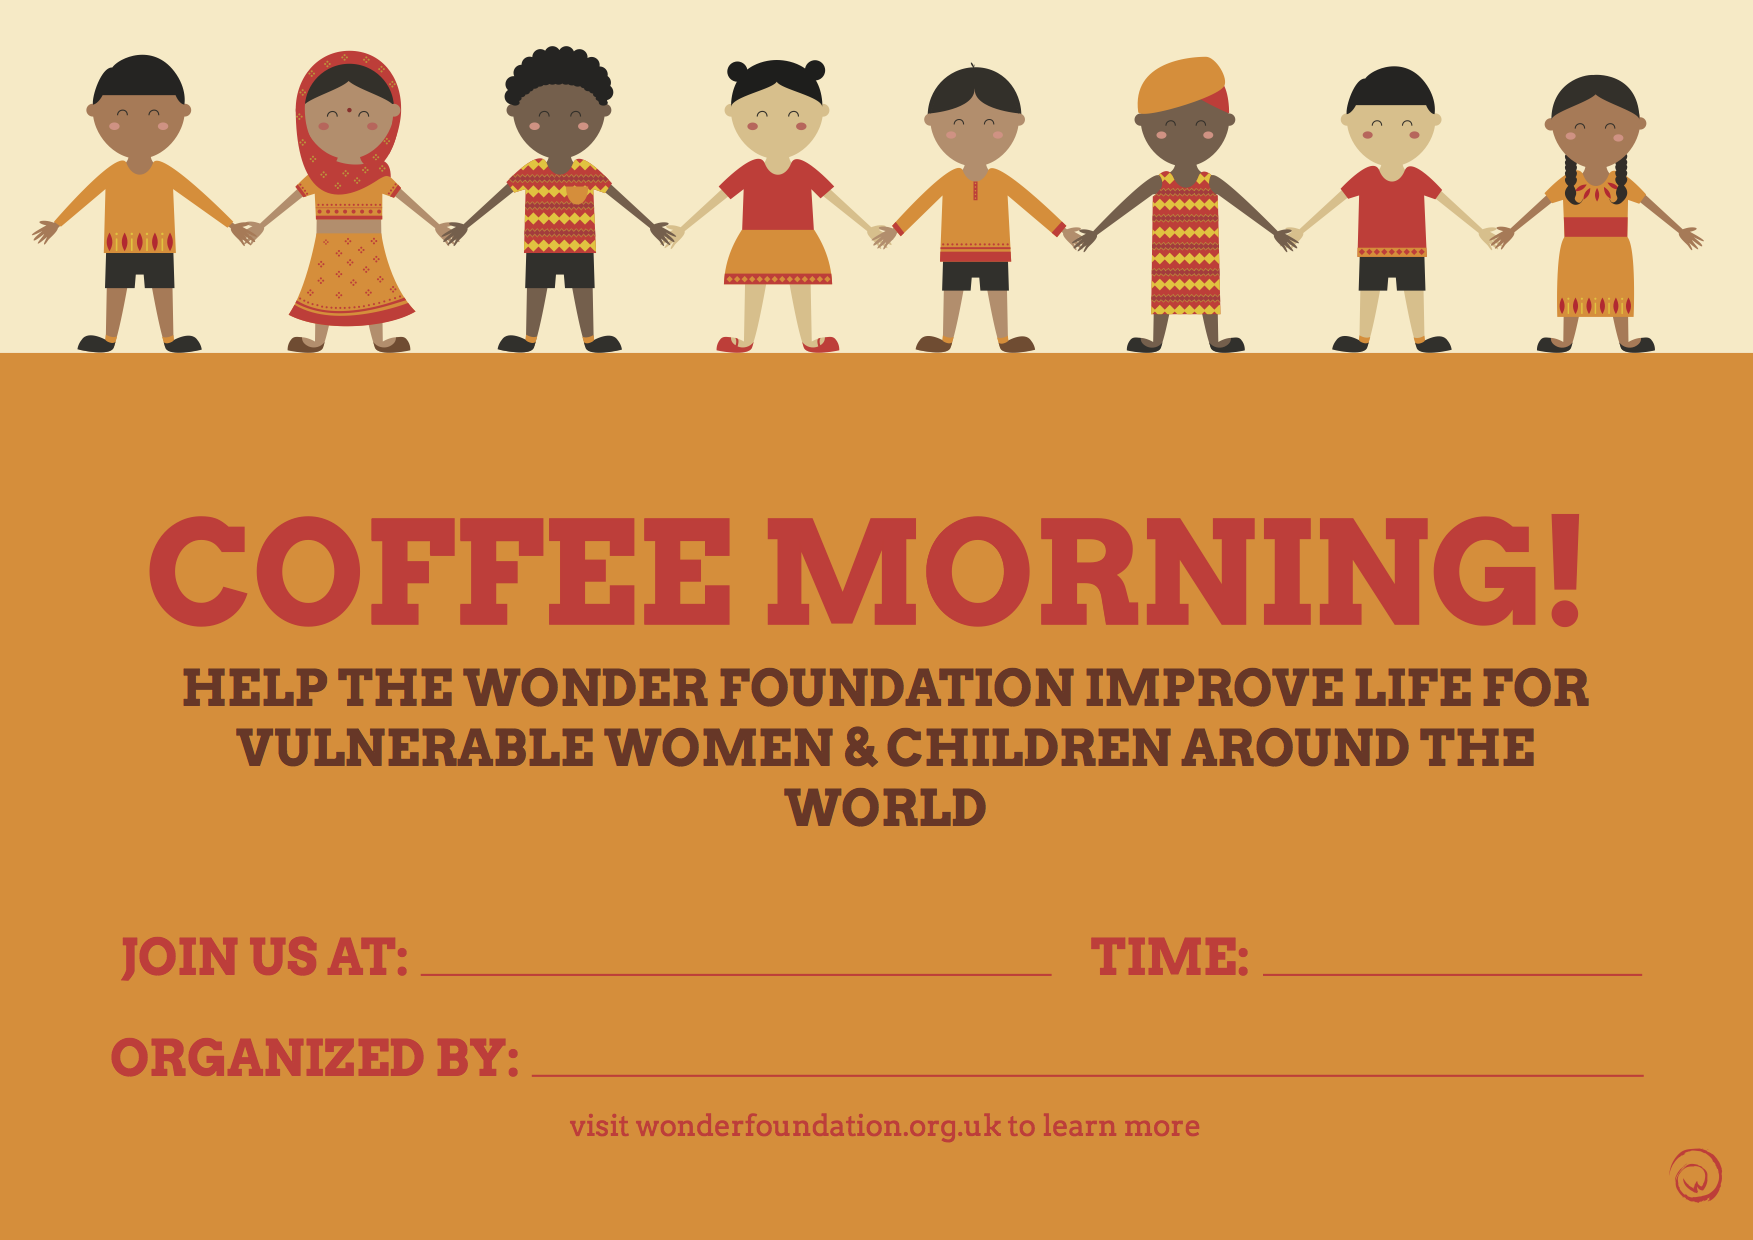 COFFEE MORNING!
HELP THE WONDER FOUNDATION IMPROVE LIFE FOR
VULNERABLE WOMEN & CHILDREN AROUND THE
WORLD
JOIN US AT: TIME:
ORGANIZED BY:
visit wonderfoundation.org.uk to learn more